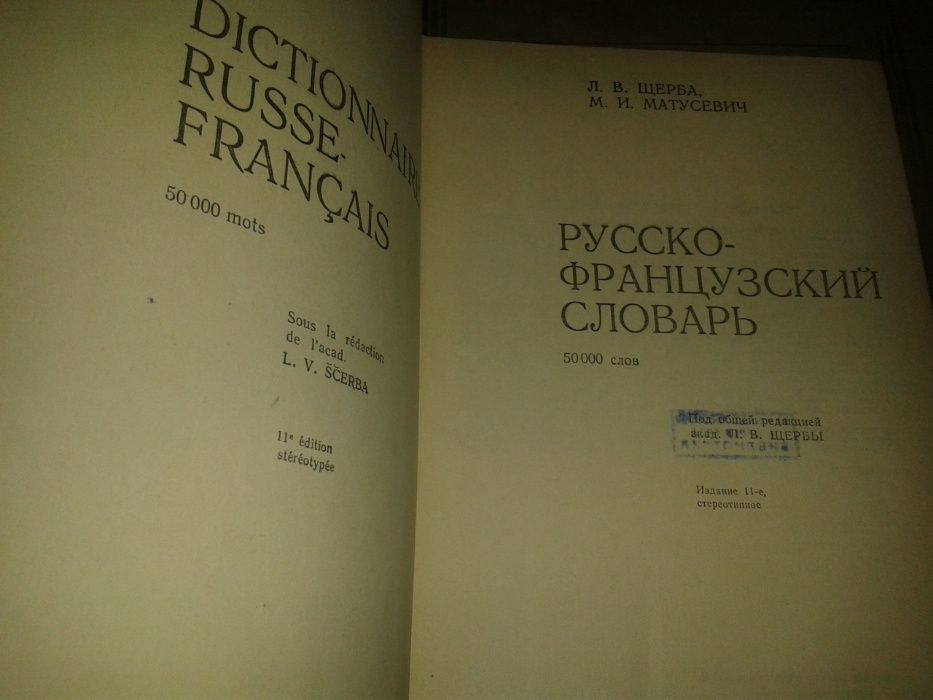 DICTIONNAIRE
RUSSE-
FRANÇAIS
50 000 mots
Sous la rédaction
de l'acad.
L. V. ŠČERBA
11e édition
stéréotypée
Л. В. ЩЕРБА,
М. И. МАТУСЕВИЧ
РУССКО-
ФРАНЦУЗСКИЙ
СЛОВАРЬ
50 000 слов
Под общей редакцией
акад. Л. В. ЩЕРБЫ
Издание 11-е,
стереотипное